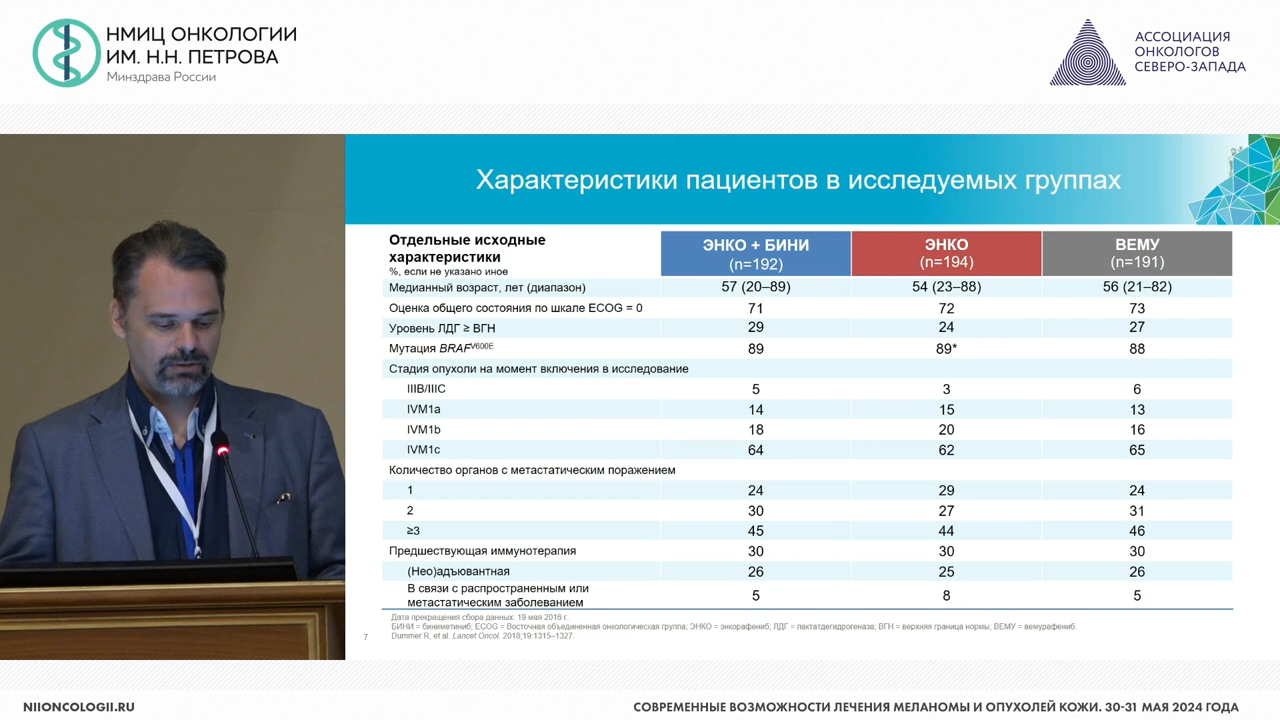 НМИЦ ОНКОЛОГИИ
ИМ. Н.Н. ПЕТРОВА
Минздрава России
АССОЦИАЦИЯ
ОНКОЛОГОВ
СЕВЕРО-ЗАПАДА
Характеристики пациентов в исследуемых группах
Отдельные исходные
характеристики
%, если не указано иное
ЭНКО + БИНИ
(n=192)
ЭНКО
(n=194)
ВЕМУ
(n=191)
Медианный возраст, лет (диапазон) 57 (20–89) 54 (23–88) 56 (21–82)
Оценка общего состояния по шкале ECOG = 0 71 72 73
Уровень ЛДГ ≥ ВГН 29 24 27
Мутация BRAFV600E 89 89* 88
Стадия опухоли на момент включения в исследование
IIIB/IIIC 5 3 6
IVM1a 14 15 13
IVM1b 18 20 16
IVM1c 64 62 65
Количество органов с метастатическим поражением
1 24 29 24
2 30 27 31
≥3 45 44 46
Предшествующая иммунотерапия 30 30 30
(Нео)адъювантная 26 25 26
В связи с распространенным или
метастатическим заболеванием 5 8 5
Дата прекращения сбора данных: 19 мая 2016 г.
БИНИ = биниметиниб; ECOG = Восточная объединенная онкологическая группа; ЭНКО = энкорафениб; ЛДГ = лактатдегидрогеназа; ВГН = верхняя граница нормы; ВЕМУ = вемурафениб.
Dummer R, et al. Lancet Oncol. 2018;19:1315–1327.
7
NIIONCOLOGII.RU
СОВРЕМЕННЫЕ ВОЗМОЖНОСТИ ЛЕЧЕНИЯ МЕЛАНОМЫ И ОПУХОЛЕЙ КОЖИ. 30-31 МАЯ 2024 ГОДА